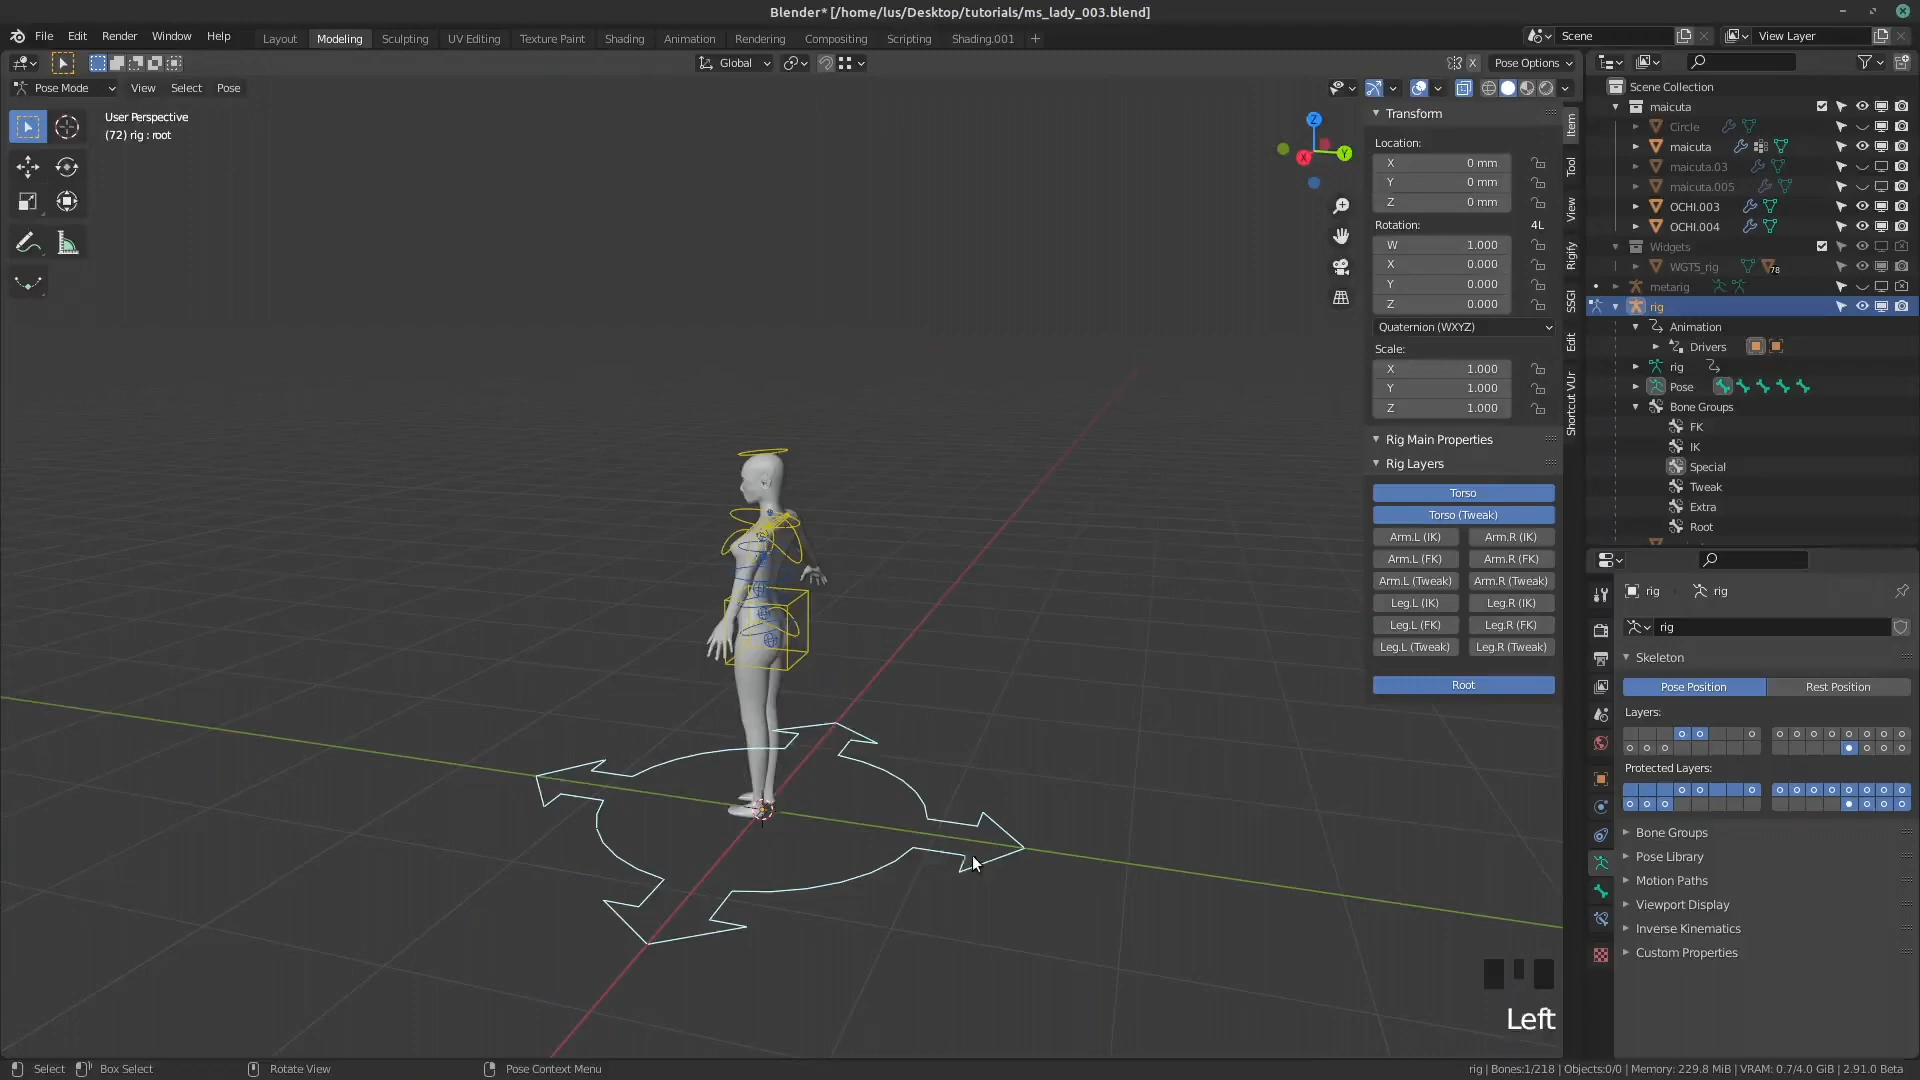 Blender* [/home/lus/Desktop/tutorials/ms_lady_003.blend]
File Edit Render Window Help Layout Modeling Sculpting UV Editing Texture Paint Shading Animation Rendering Compositing Scripting Shading.001 +
Scene
View Layer
Global
X
Pose Options
Pose Mode View Select Pose
User Perspective
(72) rig : root
Z
X
Y
Transform
Location:
X 0 mm
Y 0 mm
Z 0 mm
Rotation: 4L
W 1.000
X 0.000
Y 0.000
Z 0.000
Quaternion (WXYZ)
Scale:
X 1.000
Y 1.000
Z 1.000
Rig Main Properties
Rig Layers
Torso
Torso (Tweak)
Arm.L (IK) Arm.R (IK)
Arm.L (FK) Arm.R (FK)
Arm.L (Tweak) Arm.R (Tweak)
Leg.L (IK) Leg.R (IK)
Leg.L (FK) Leg.R (FK)
Leg.L (Tweak) Leg.R (Tweak)
Root
Item
Tool
View
Rigify
SSGI
Edit
Shortcut VUr
Scene Collection
maicuta
Circle
maicuta
maicuta.03
maicuta.005
OCHI.003
OCHI.004
Widgets
WGTS_rig 78
metarig
rig
Animation
Drivers
rig
Pose
Bone Groups
FK
IK
Special
Tweak
Extra
Root
rig rig
rig
Skeleton
Pose Position Rest Position
Layers:
Protected Layers:
Bone Groups
Pose Library
Motion Paths
Viewport Display
Inverse Kinematics
Custom Properties
Left
Select Box Select Rotate View Pose Context Menu
rig | Bones:1/218 | Objects:0/0 | Memory: 229.8 MiB | VRAM: 0.7/4.0 GiB | 2.91.0 Beta